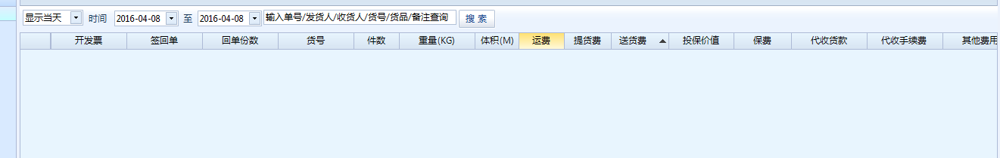 显示当天 时间 2016-04-08 至 2016-04-08 输入单号/发货人/收货人/货号/货品/备注查询 搜 索
开发票 签回单 回单份数 货号 件数 重量(KG) 体积(M) 运费 提货费 送货费 投保价值 保费 代收货款 代收手续费 其他费用